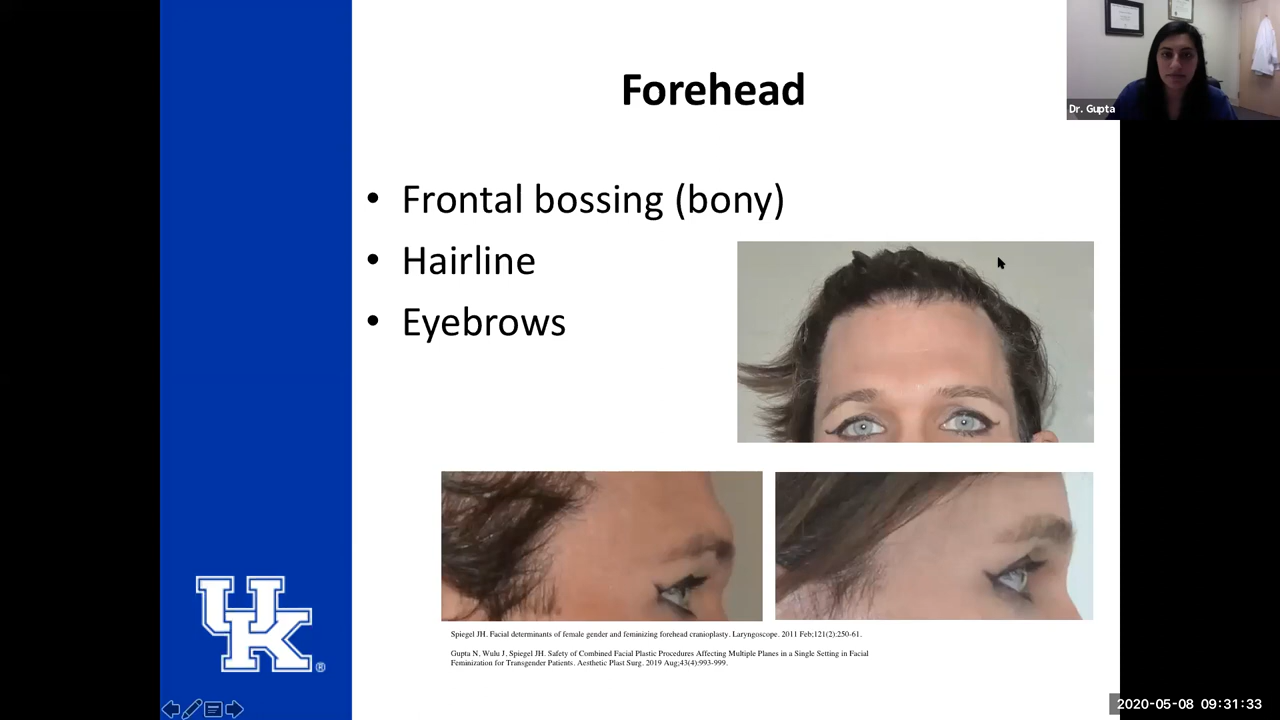 Forehead
Dr. Gupta
• Frontal bossing (bony)
• Hairline
• Eyebrows
UK®
Spiegel JH. Facial determinants of female gender and feminizing forehead cranioplasty. Laryngoscope. 2011 Feb;121(2):250-61.
Gupta N, Wulu J, Spiegel JH. Safety of Combined Facial Plastic Procedures Affecting Multiple Planes in a Single Setting in Facial
Feminization for Transgender Patients. Aesthetic Plast Surg. 2019 Aug;43(4):993-999.
2020-05-08 09:31:33